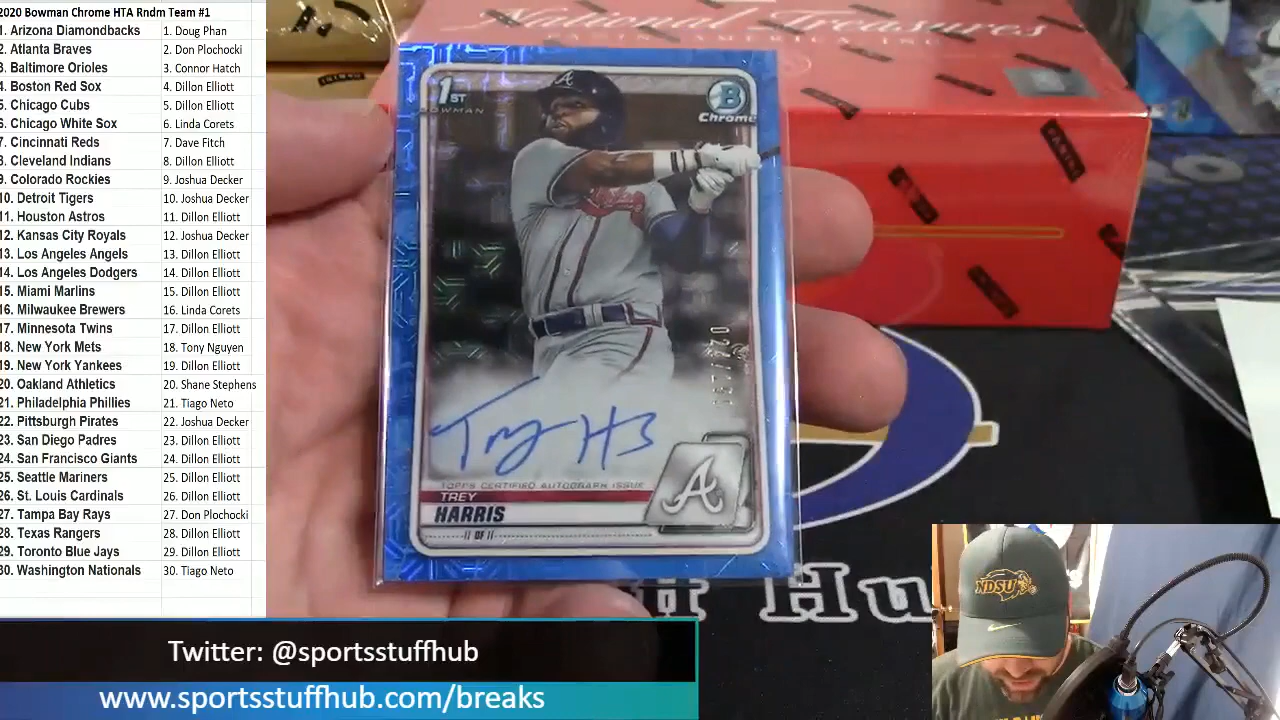 2020 Bowman Chrome HTA Rndm Team #1
1. Arizona Diamondbacks 1. Doug Phan
2. Atlanta Braves 2. Don Plochocki
3. Baltimore Orioles 3. Connor Hatch
4. Boston Red Sox 4. Dillon Elliott
5. Chicago Cubs 5. Dillon Elliott
6. Chicago White Sox 6. Linda Corets
7. Cincinnati Reds 7. Dave Fitch
8. Cleveland Indians 8. Dillon Elliott
9. Colorado Rockies 9. Joshua Decker
10. Detroit Tigers 10. Joshua Decker
11. Houston Astros 11. Dillon Elliott
12. Kansas City Royals 12. Joshua Decker
13. Los Angeles Angels 13. Dillon Elliott
14. Los Angeles Dodgers 14. Dillon Elliott
15. Miami Marlins 15. Dillon Elliott
16. Milwaukee Brewers 16. Linda Corets
17. Minnesota Twins 17. Dillon Elliott
18. New York Mets 18. Tony Nguyen
19. New York Yankees 19. Dillon Elliott
20. Oakland Athletics 20. Shane Stephens
21. Philadelphia Phillies 21. Tiago Neto
22. Pittsburgh Pirates 22. Joshua Decker
23. San Diego Padres 23. Dillon Elliott
24. San Francisco Giants 24. Dillon Elliott
25. Seattle Mariners 25. Dillon Elliott
26. St. Louis Cardinals 26. Dillon Elliott
27. Tampa Bay Rays 27. Don Plochocki
28. Texas Rangers 28. Dillon Elliott
29. Toronto Blue Jays 29. Dillon Elliott
30. Washington Nationals 30. Tiago Neto
National Treasures
1ST
BOWMAN
B
Chrome
A
Trey H3
TOPPS CERTIFIED AUTOGRAPH ISSUE
TREY
HARRIS
OF
A
PANINI
Hu
NDSU
Twitter: @sportsstuffhub
www.sportsstuffhub.com/breaks